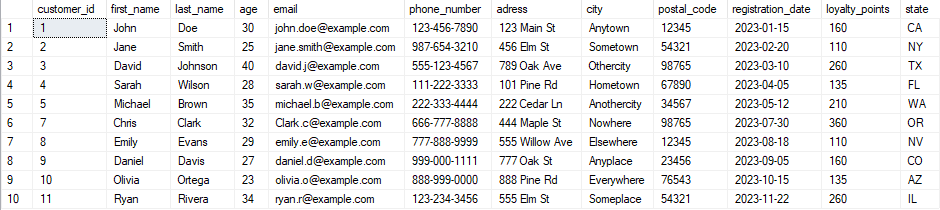 customer_id first_name last_name age email phone_number adress city postal_code registration_date loyalty_points state
1 1 John Doe 30 john.doe@example.com 123-456-7890 123 Main St Anytown 12345 2023-01-15 160 CA
2 2 Jane Smith 25 jane.smith@example.com 987-654-3210 456 Elm St Sometown 54321 2023-02-20 110 NY
3 3 David Johnson 40 david.j@example.com 555-123-4567 789 Oak Ave Othercity 98765 2023-03-10 260 TX
4 4 Sarah Wilson 28 sarah.w@example.com 111-222-3333 101 Pine Rd Hometown 67890 2023-04-05 135 FL
5 5 Michael Brown 35 michael.b@example.com 222-333-4444 222 Cedar Ln Anothercity 34567 2023-05-12 210 WA
6 7 Chris Clark 32 Clark.c@example.com 666-777-8888 444 Maple St Nowhere 98765 2023-07-30 360 OR
7 8 Emily Evans 29 emily.e@example.com 777-888-9999 555 Willow Ave Elsewhere 12345 2023-08-18 110 NV
8 9 Daniel Davis 27 daniel.d@example.com 999-000-1111 777 Oak St Anyplace 23456 2023-09-05 160 CO
9 10 Olivia Ortega 23 olivia.o@example.com 888-999-0000 888 Pine Rd Everywhere 76543 2023-10-15 135 AZ
10 11 Ryan Rivera 34 ryan.r@example.com 123-234-3456 555 Elm St Someplace 54321 2023-11-22 260 IL